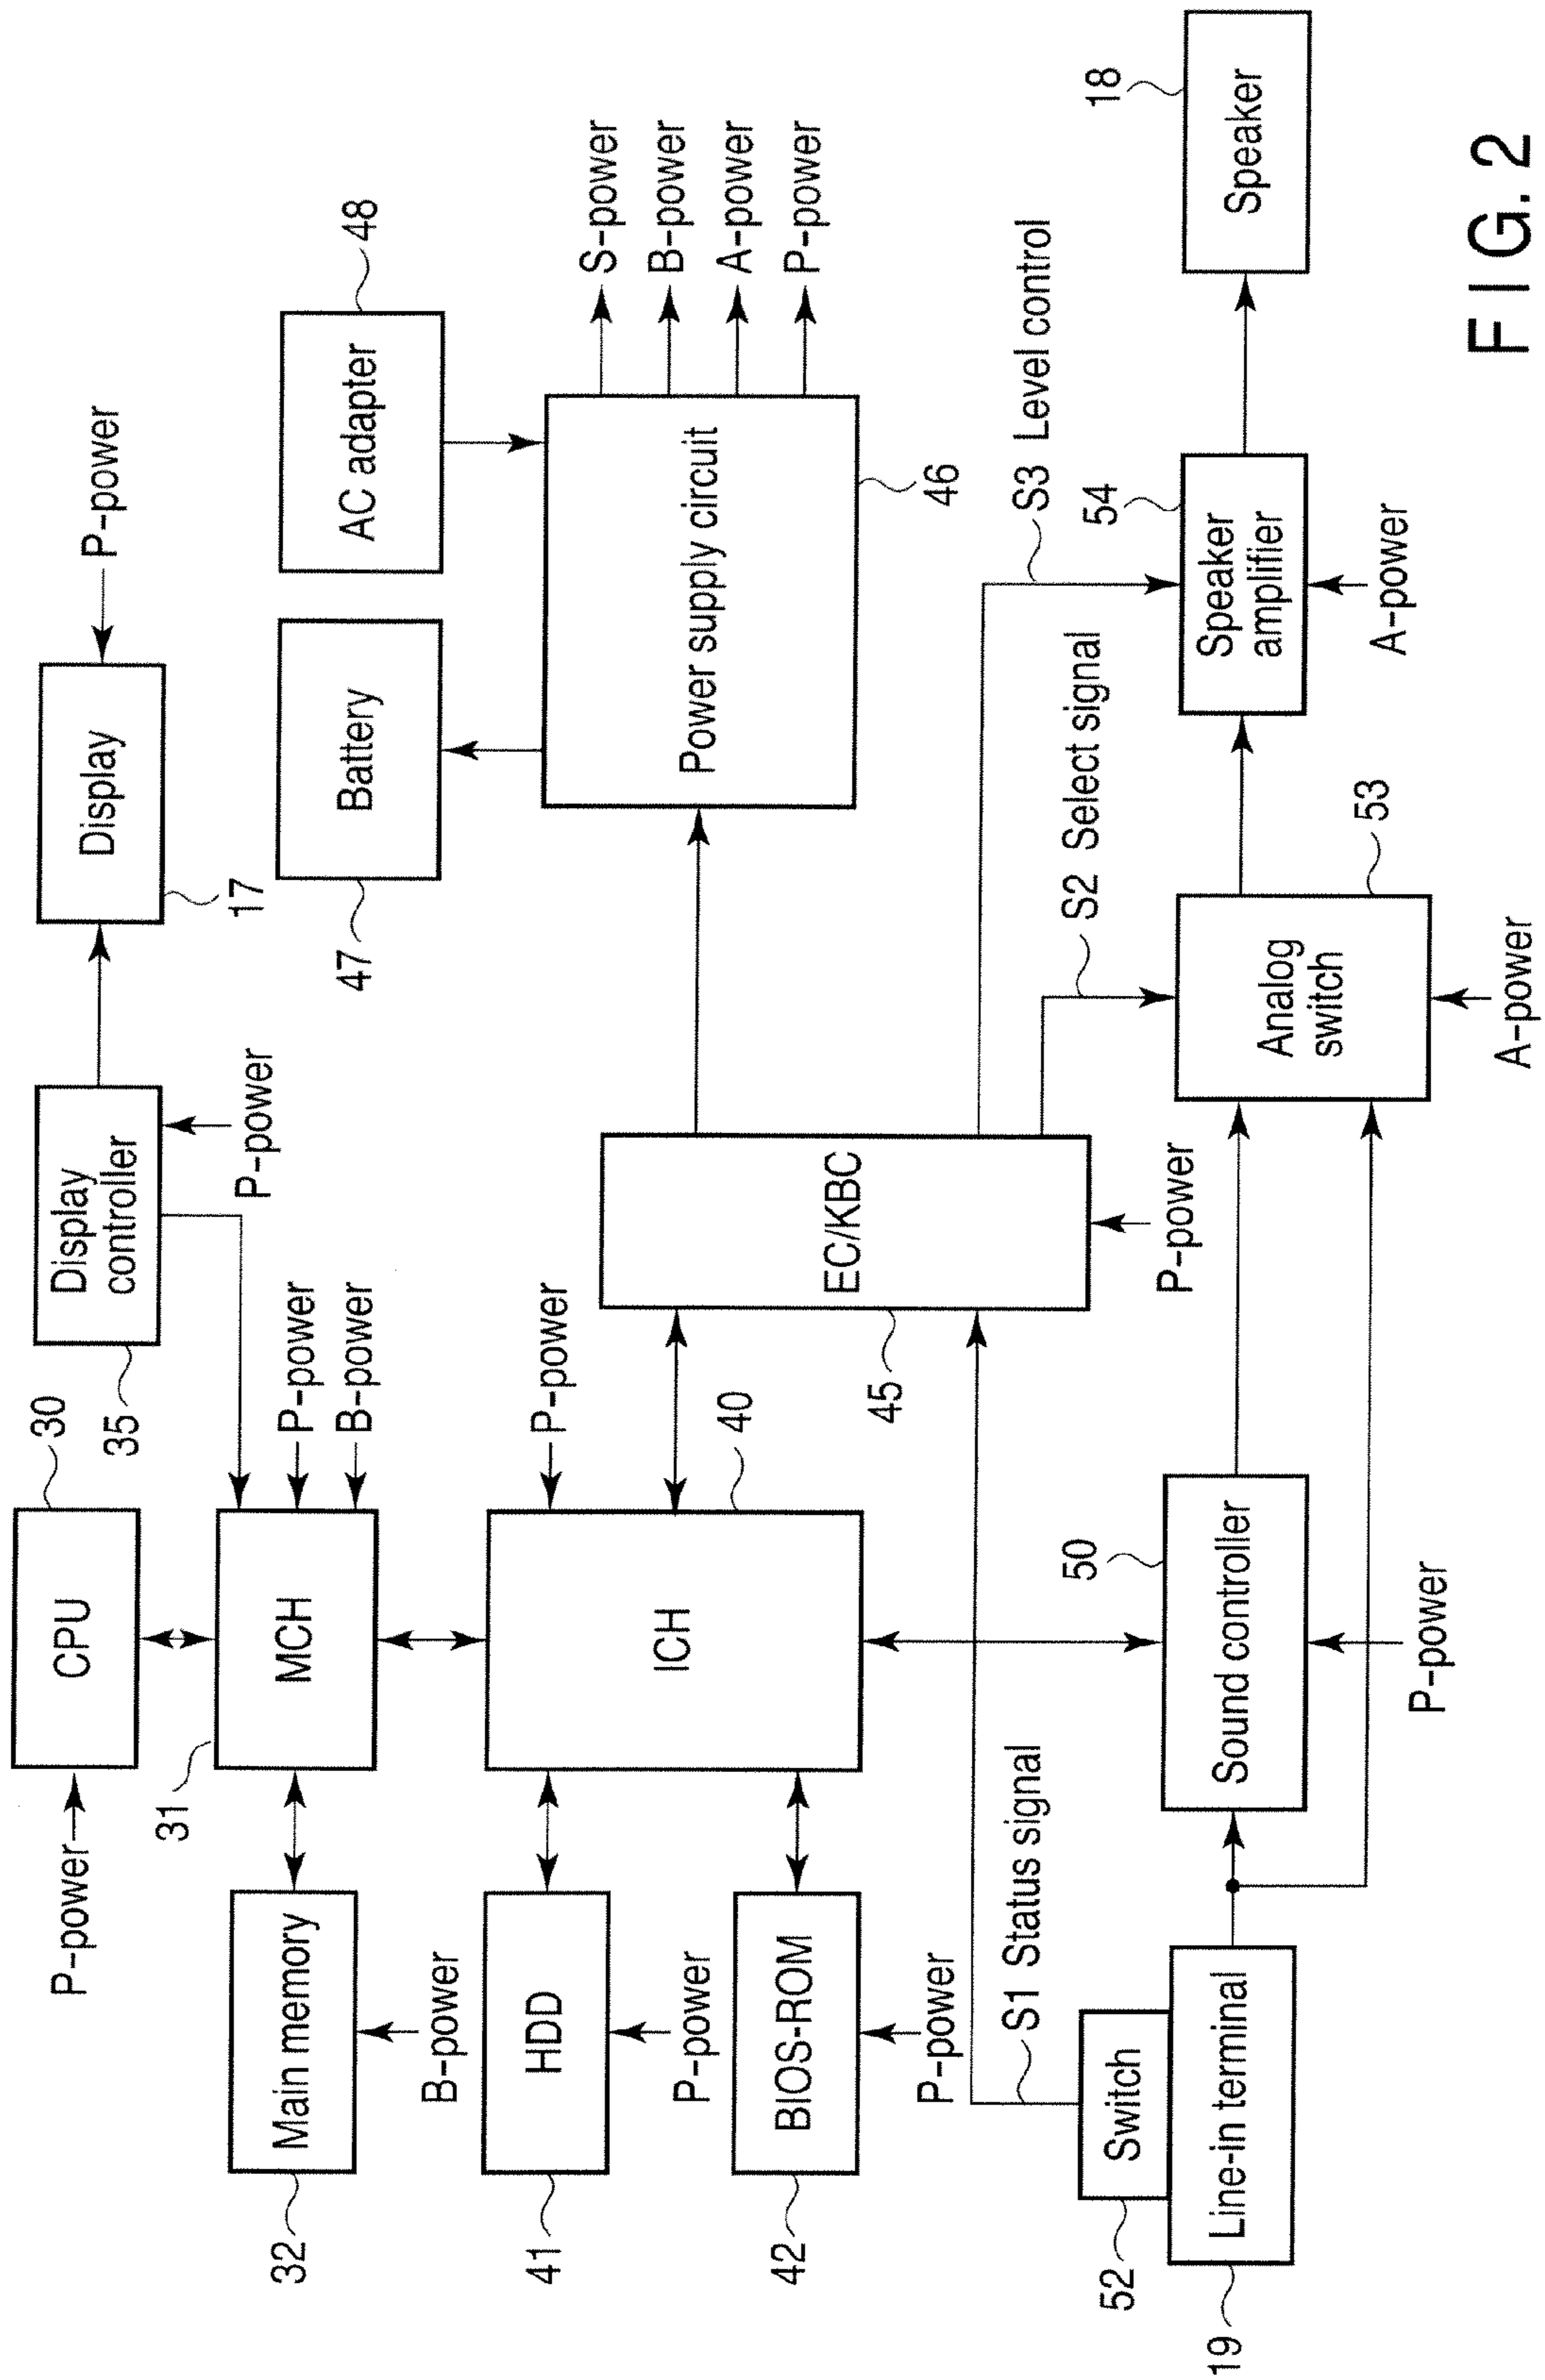 P-power
CPU
30
Display
controller
35
P-power
Display
17
P-power
MCH
31
P-power
B-power
Main memory
32
B-power
Battery
47
AC adapter
48
HDD
41
P-power
ICH
40
P-power
BIOS-ROM
42
P-power
EC/KBC
45
P-power
Power supply circuit
46
S-power
B-power
A-power
P-power
S1 Status signal
S2 Select signal
S3 Level control
Switch
52
Line-in terminal
19
Sound controller
50
P-power
Analog
switch
53
A-power
Speaker
amplifier
54
A-power
Speaker
18
FIG. 2